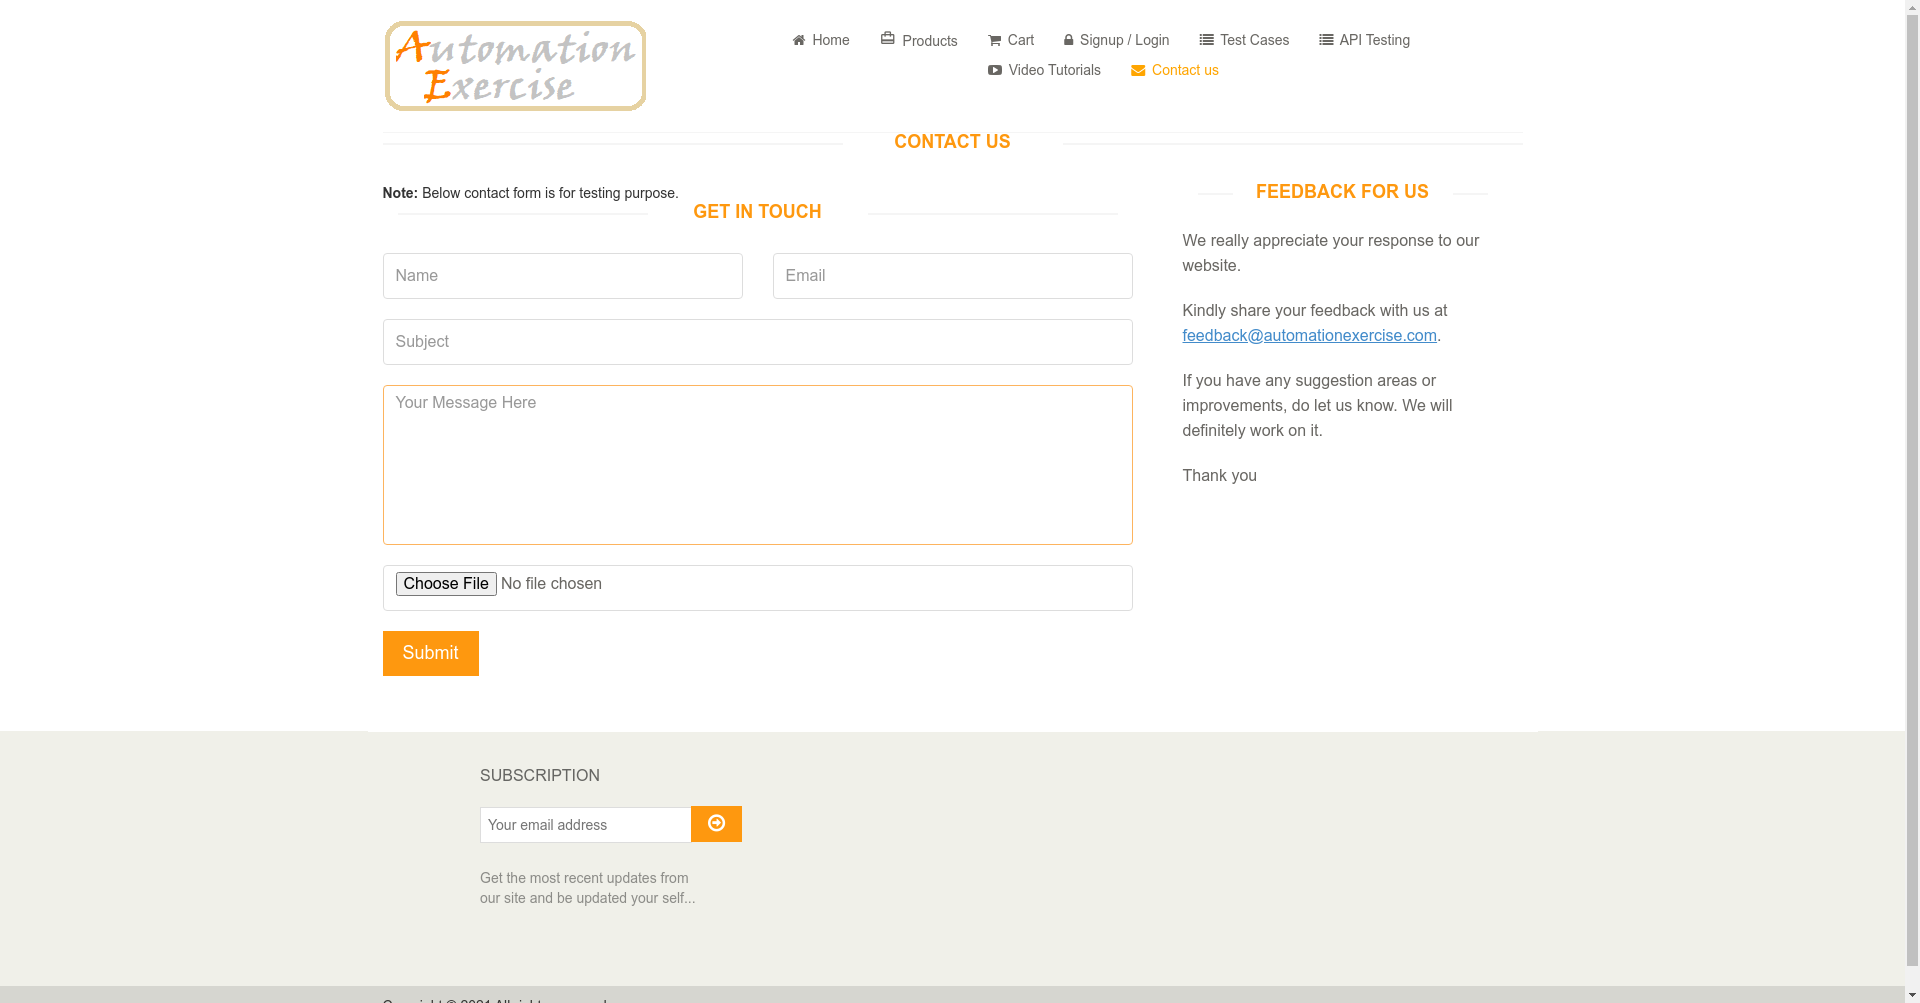 Automation
Exercise
Home
Products
Cart
Signup / Login
Test Cases
API Testing
Video Tutorials
Contact us
CONTACT US
Note: Below contact form is for testing purpose.
GET IN TOUCH
Name
Email
Subject
Your Message Here
Choose File No file chosen
Submit
FEEDBACK FOR US
We really appreciate your response to our
website.
Kindly share your feedback with us at
feedback@automationexercise.com.
If you have any suggestion areas or
improvements, do let us know. We will
definitely work on it.
Thank you
SUBSCRIPTION
Your email address
Get the most recent updates from
our site and be updated your self...
Copyright © 2021 All rights reserved